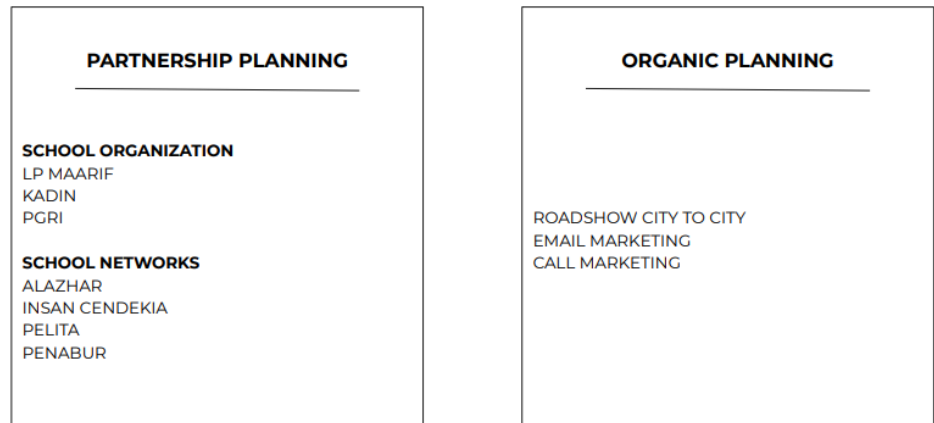 PARTNERSHIP PLANNING
SCHOOL ORGANIZATION
LP MAARIF
KADIN
PGRI
SCHOOL NETWORKS
ALAZHAR
INSAN CENDEKIA
PELITA
PENABUR
ORGANIC PLANNING
ROADSHOW CITY TO CITY
EMAIL MARKETING
CALL MARKETING